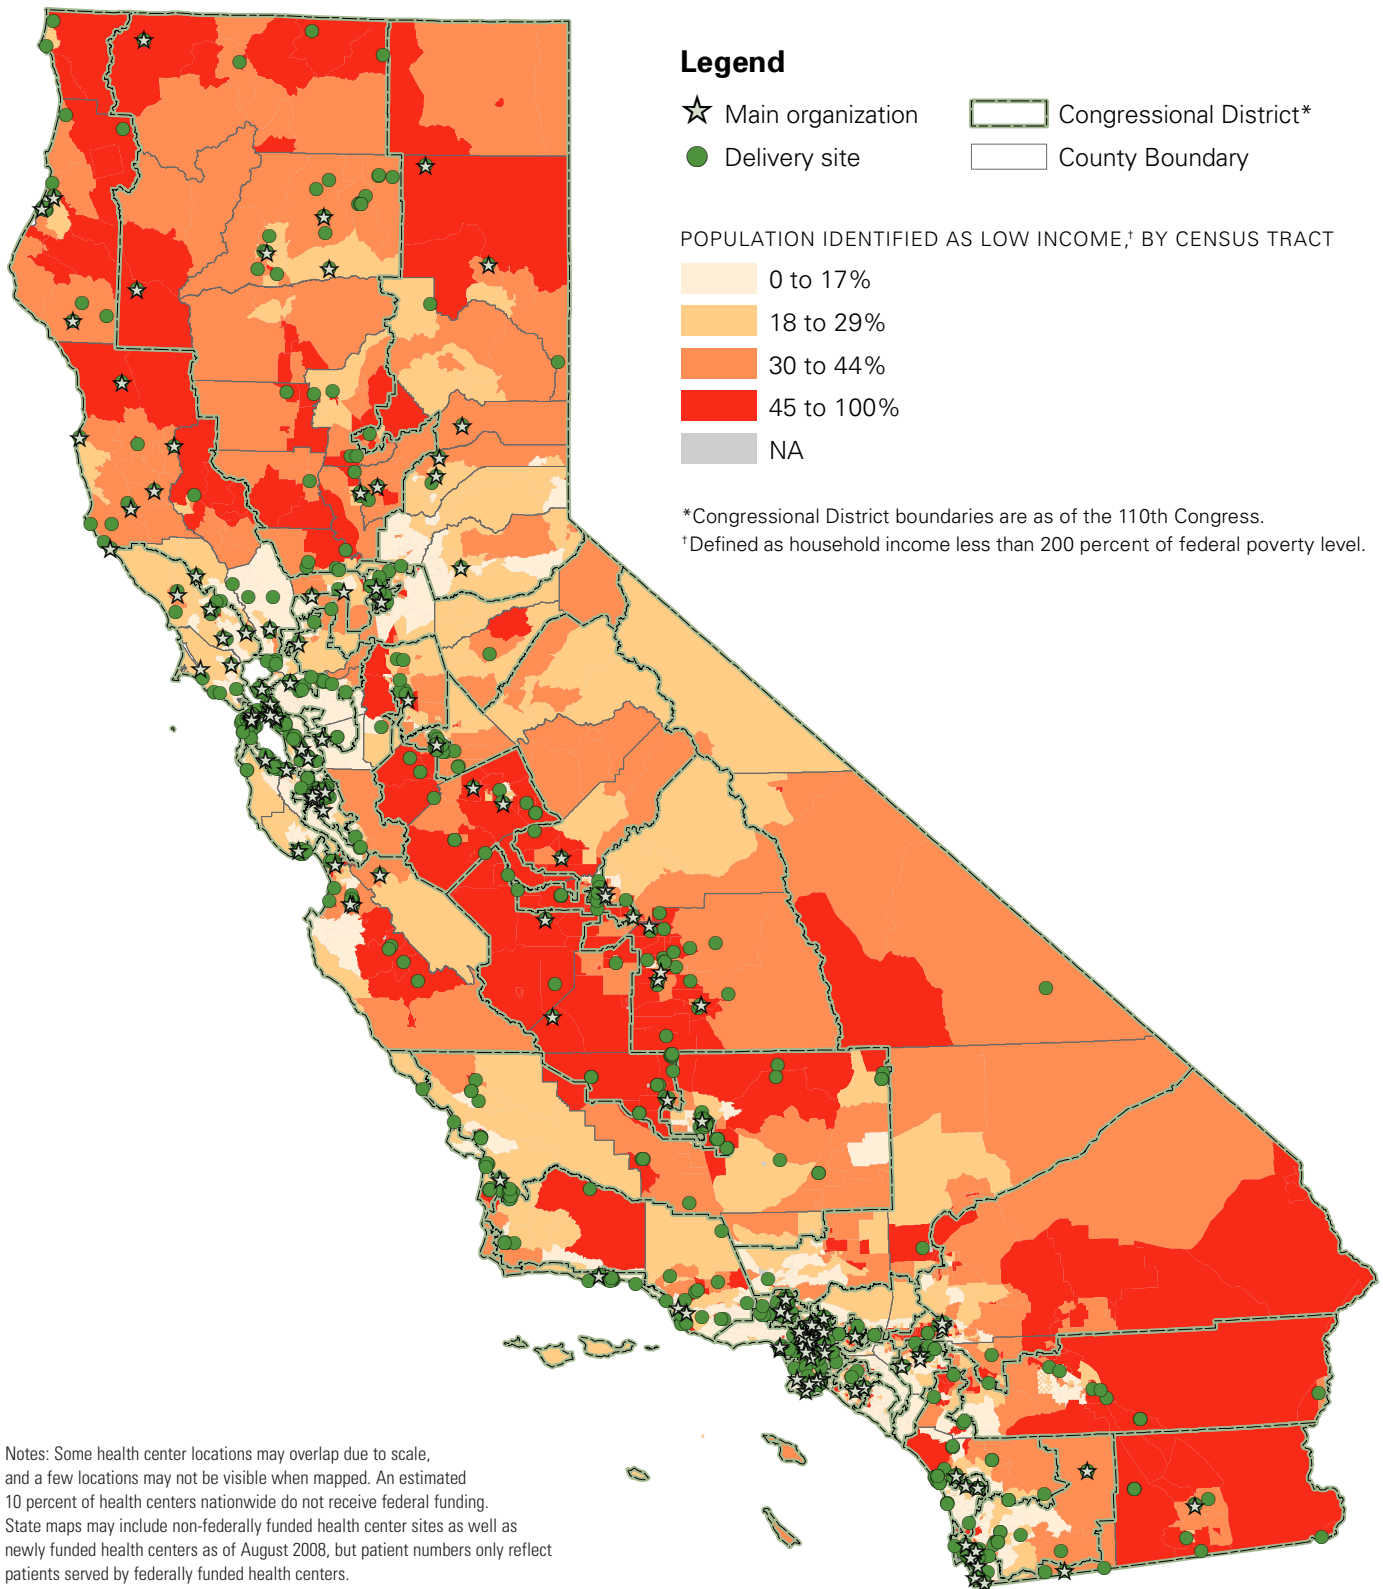 Legend
Main organization
Congressional District*
Delivery site
County Boundary
POPULATION IDENTIFIED AS LOW INCOME,† BY CENSUS TRACT
0 to 17%
18 to 29%
30 to 44%
45 to 100%
NA
*Congressional District boundaries are as of the 110th Congress.
†Defined as household income less than 200 percent of federal poverty level.
Notes: Some health center locations may overlap due to scale,
and a few locations may not be visible when mapped. An estimated
10 percent of health centers nationwide do not receive federal funding.
State maps may include non-federally funded health center sites as well as
newly funded health centers as of August 2008, but patient numbers only reflect
patients served by federally funded health centers.